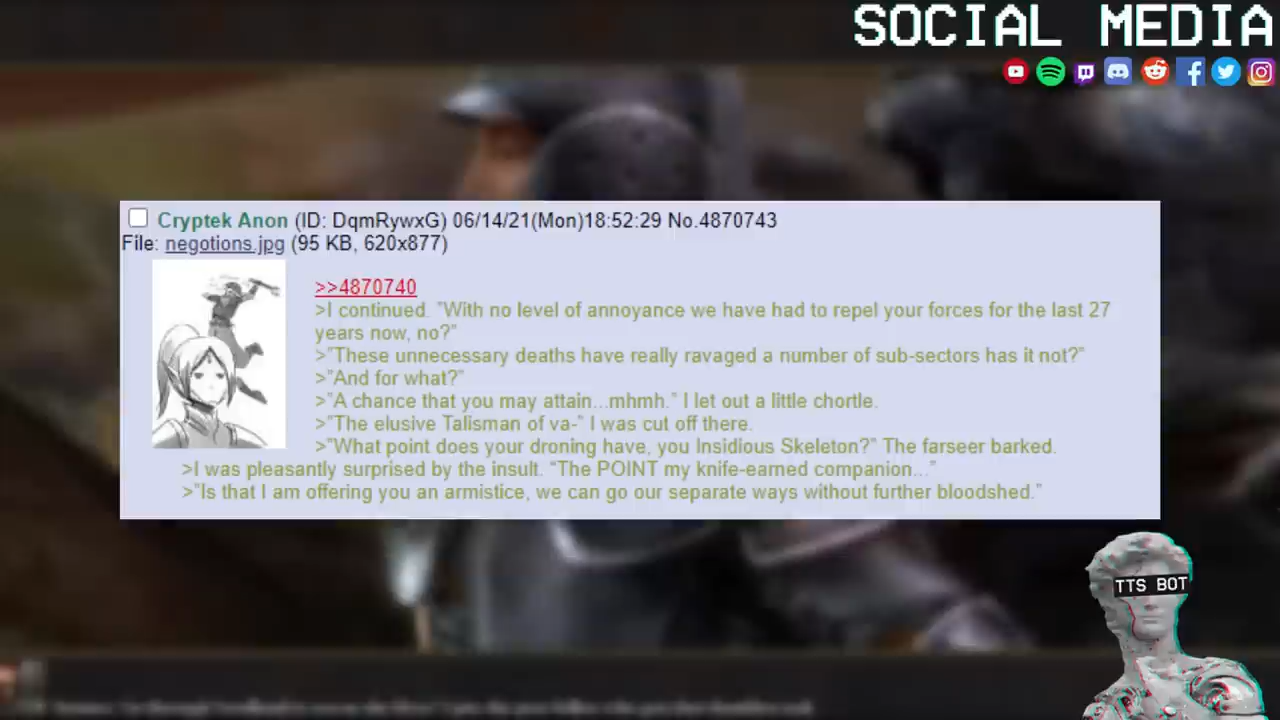 SOCIAL MEDIA
Cryptek Anon (ID: DqmRywxG) 06/14/21(Mon)18:52:29 No.4870743
File: negotions.jpg (95 KB, 620x877)
>>4870740
>I continued. "With no level of annoyance we have had to repel your forces for the last 27
years now, no?"
>"These unnecessary deaths have really ravaged a number of sub-sectors has it not?"
>"And for what?"
>"A chance that you may attain...mhmh." I let out a little chortle.
>"The elusive Talisman of va-" I was cut off there.
>"What point does your droning have, you Insidious Skeleton?" The farseer barked.
>I was pleasantly surprised by the insult. "The POINT my knife-earned companion..."
>"Is that I am offering you an armistice, we can go our separate ways without further bloodshed."
TTS BOT